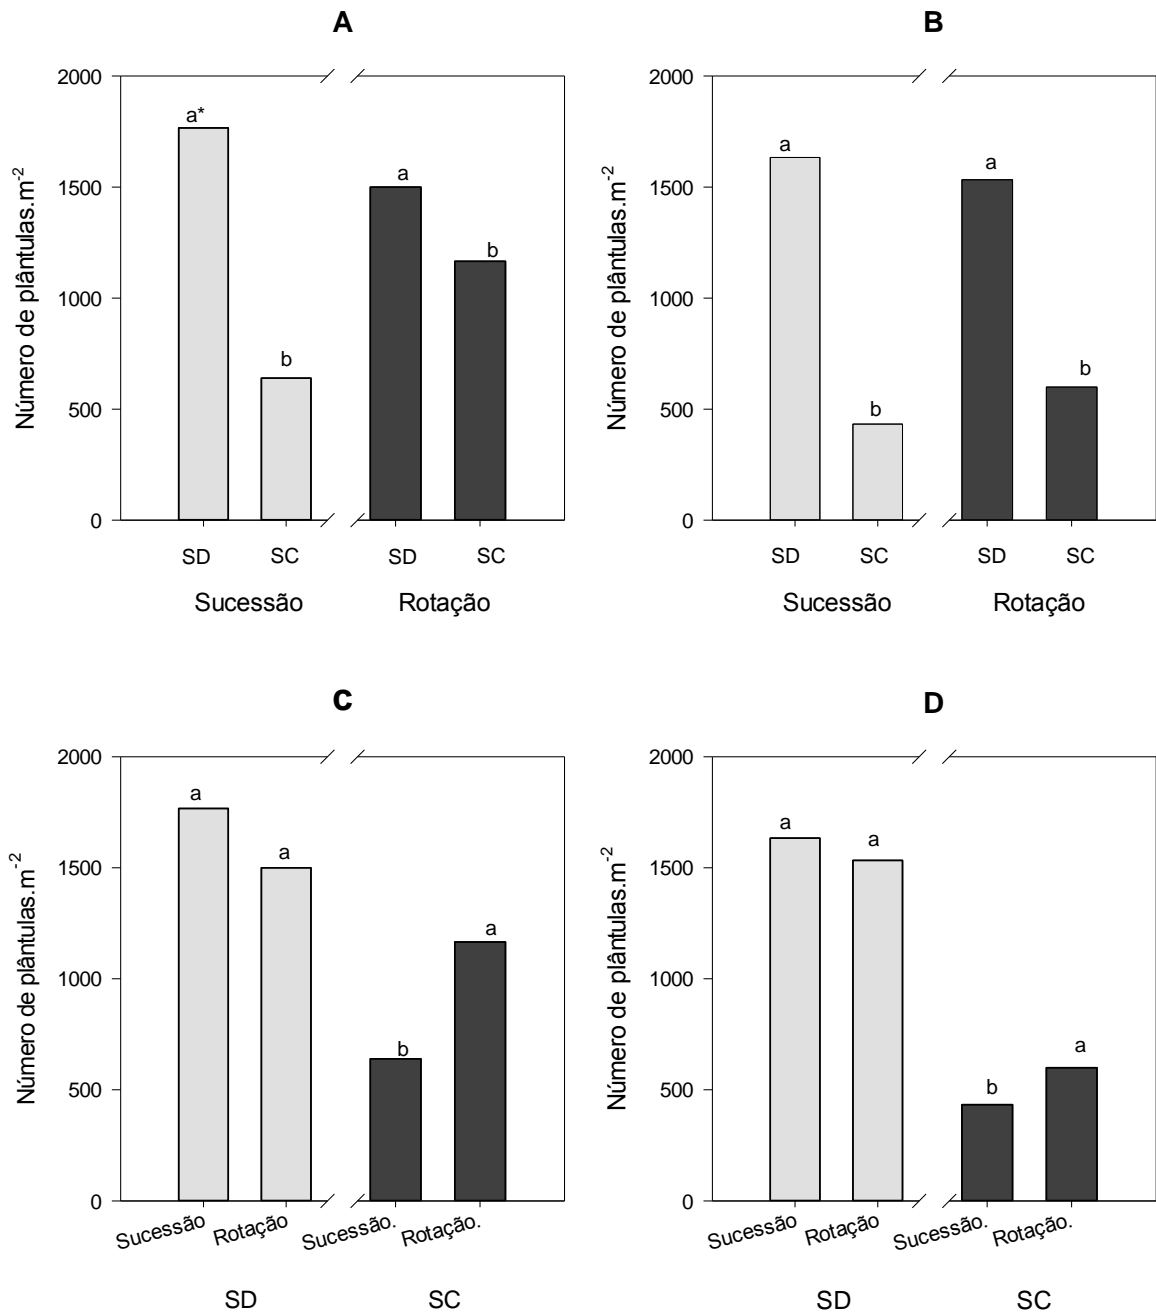 A
Número de plântulas.m⁻²
2000
1500
1000
500
0
a*
b
a
b
SD
SC
SD
SC
Sucessão
Rotação
B
Número de plântulas.m⁻²
2000
1500
1000
500
0
a
b
a
b
SD
SC
SD
SC
Sucessão
Rotação
C
Número de plântulas.m⁻²
2000
1500
1000
500
0
a
a
b
a
Sucessão
Rotação
Sucessão.
Rotação.
SD
SC
D
Número de plântulas.m⁻²
2000
1500
1000
500
0
a
a
b
a
Sucessão
Rotação
Sucessão.
Rotação.
SD
SC